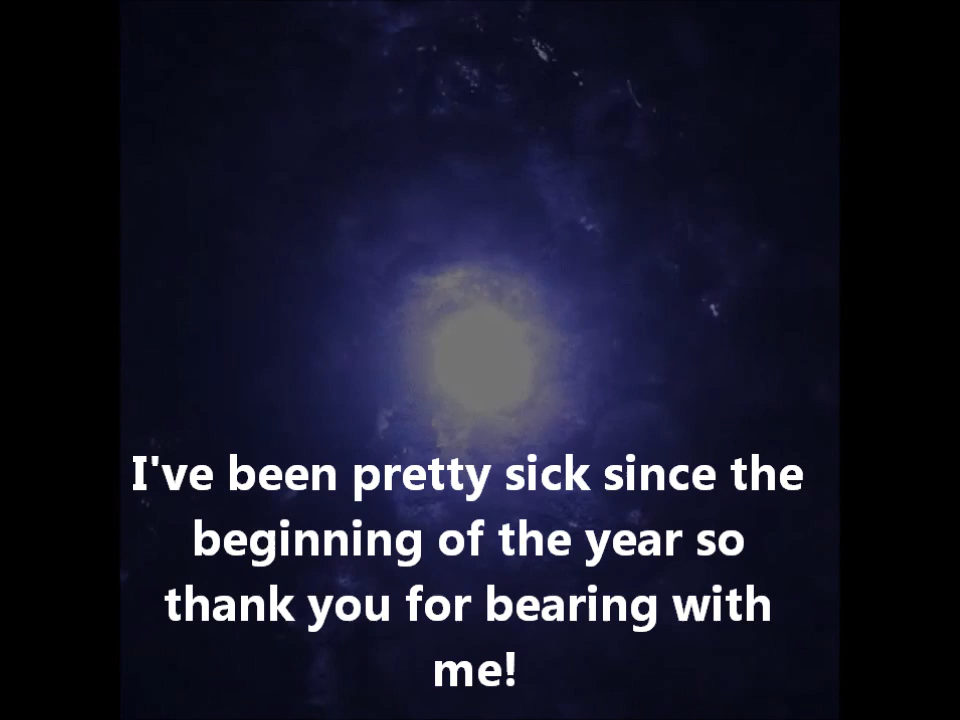 I've been pretty sick since the
beginning of the year so
thank you for bearing with
me!